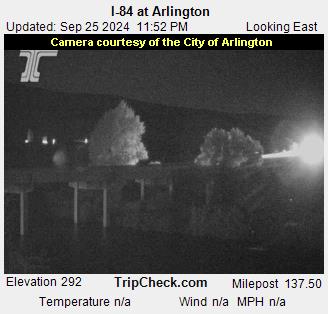 I-84 at Arlington
Updated: Sep 25 2024 11:52 PM Looking East
Camera courtesy of the City of Arlington
Elevation 292 TripCheck.com Milepost 137.50
Temperature n/a Wind n/a MPH n/a